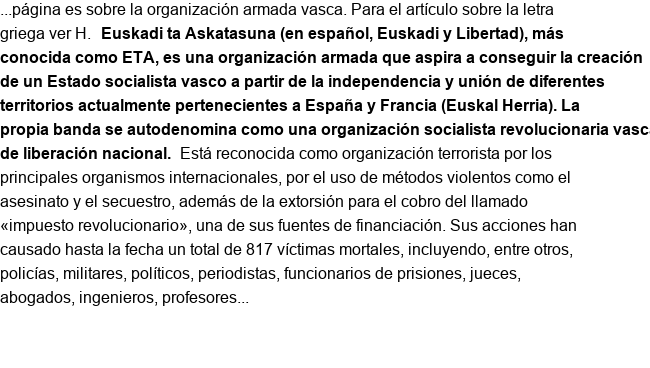 ...página es sobre la organización armada vasca. Para el artículo sobre la letra
griega ver Η. Euskadi ta Askatasuna (en español, Euskadi y Libertad), más
conocida como ETA, es una organización armada que aspira a conseguir la creación
de un Estado socialista vasco a partir de la independencia y unión de diferentes
territorios actualmente pertenecientes a España y Francia (Euskal Herria). La
propia banda se autodenomina como una organización socialista revolucionaria vasc
de liberación nacional. Está reconocida como organización terrorista por los
principales organismos internacionales, por el uso de métodos violentos como el
asesinato y el secuestro, además de la extorsión para el cobro del llamado
«impuesto revolucionario», una de sus fuentes de financiación. Sus acciones han
causado hasta la fecha un total de 817 víctimas mortales, incluyendo, entre otros,
policías, militares, políticos, periodistas, funcionarios de prisiones, jueces,
abogados, ingenieros, profesores...